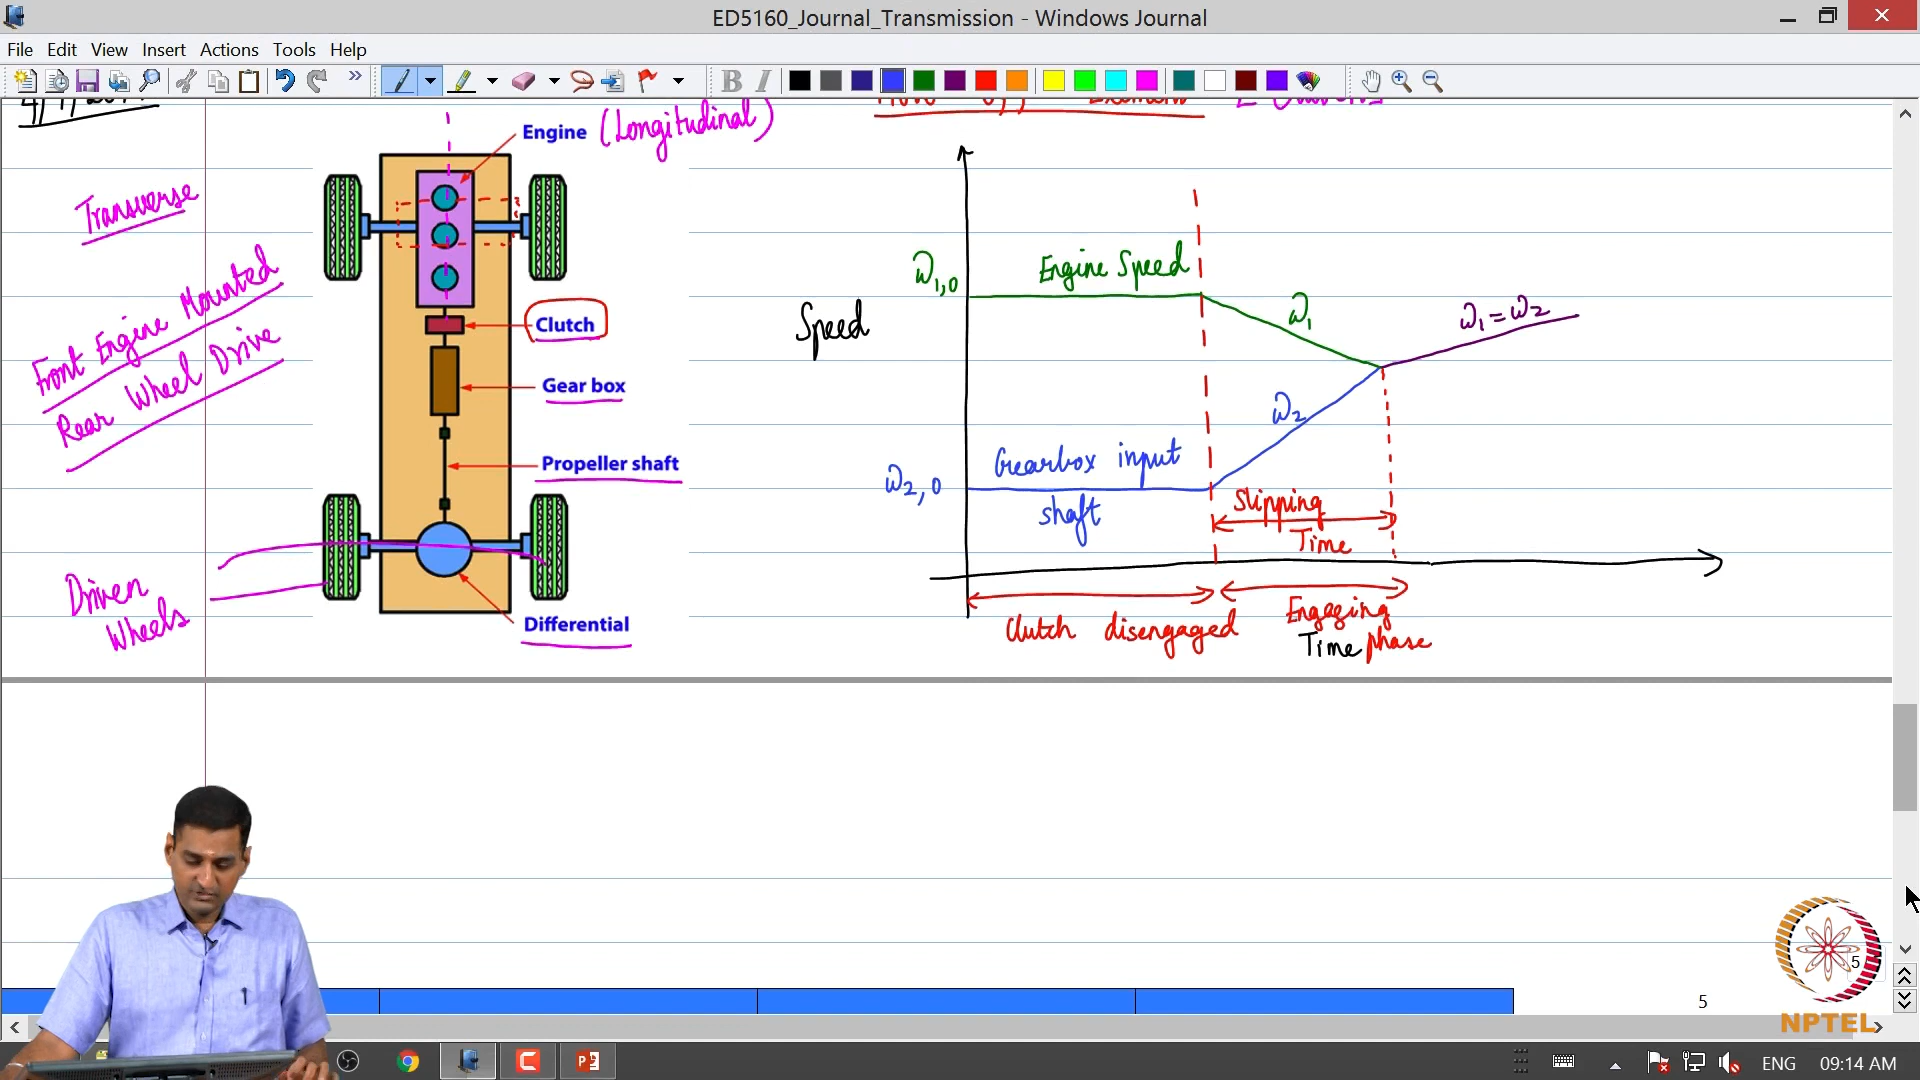 ED5160_Journal_Transmission - Windows Journal
File Edit View Insert Actions Tools Help
B I
Engine (Longitudinal)
Transverse
Front Engine Mounted
Rear Wheel Drive
Clutch
Gear box
Propeller shaft
Driven
Wheels
Differential
Speed
ω1,0
Engine Speed
ω1
ω1=ω2
ω2
ω2,0
Gearbox input
shaft
Slipping
Time
Clutch disengaged
Engaging
Time phase
5
5
NPTEL
ENG 09:14 AM